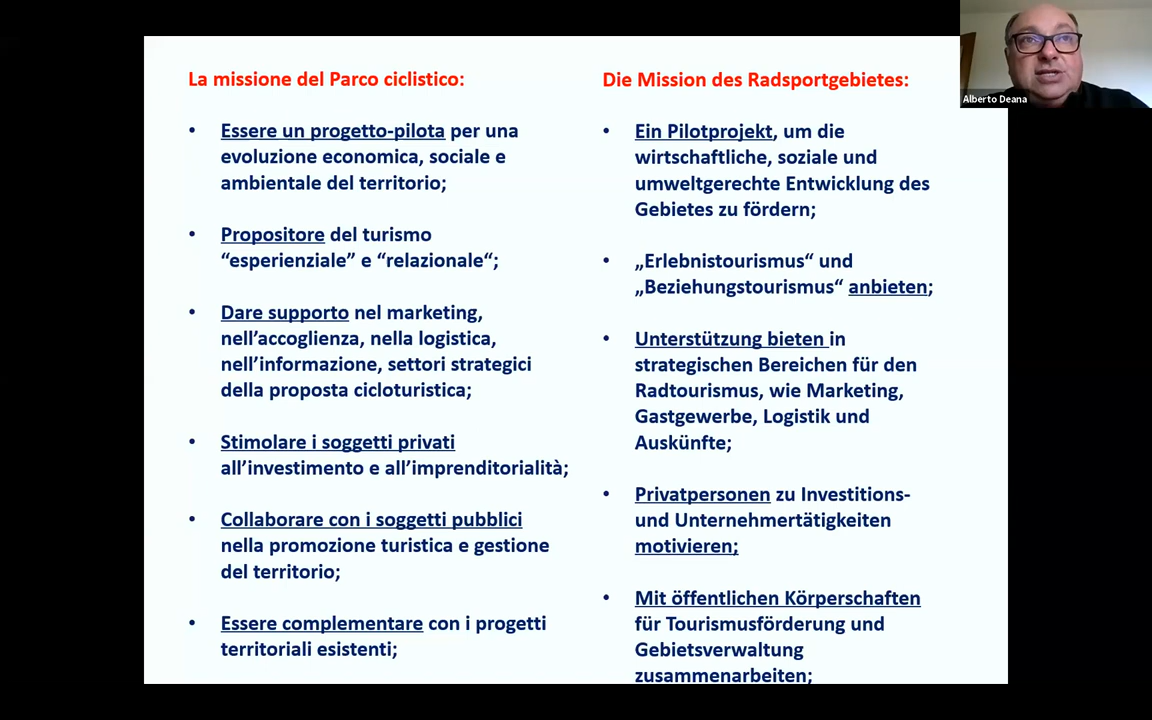 La missione del Parco ciclistico:
• Essere un progetto-pilota per una
evoluzione economica, sociale e
ambientale del territorio;
• Propositore del turismo
“esperienziale” e “relazionale“;
• Dare supporto nel marketing,
nell’accoglienza, nella logistica,
nell’informazione, settori strategici
della proposta cicloturistica;
• Stimolare i soggetti privati
all’investimento e all’imprenditorialità;
• Collaborare con i soggetti pubblici
nella promozione turistica e gestione
del territorio;
• Essere complementare con i progetti
territoriali esistenti;
Die Mission des Radsportgebietes:
• Ein Pilotprojekt, um die
wirtschaftliche, soziale und
umweltgerechte Entwicklung des
Gebietes zu fördern;
• „Erlebnistourismus“ und
„Beziehungstourismus“ anbieten;
• Unterstützung bieten in
strategischen Bereichen für den
Radtourismus, wie Marketing,
Gastgewerbe, Logistik und
Auskünfte;
• Privatpersonen zu Investitions-
und Unternehmertätigkeiten
motivieren;
• Mit öffentlichen Körperschaften
für Tourismusförderung und
Gebietsverwaltung
zusammenarbeiten;
Alberto Deana